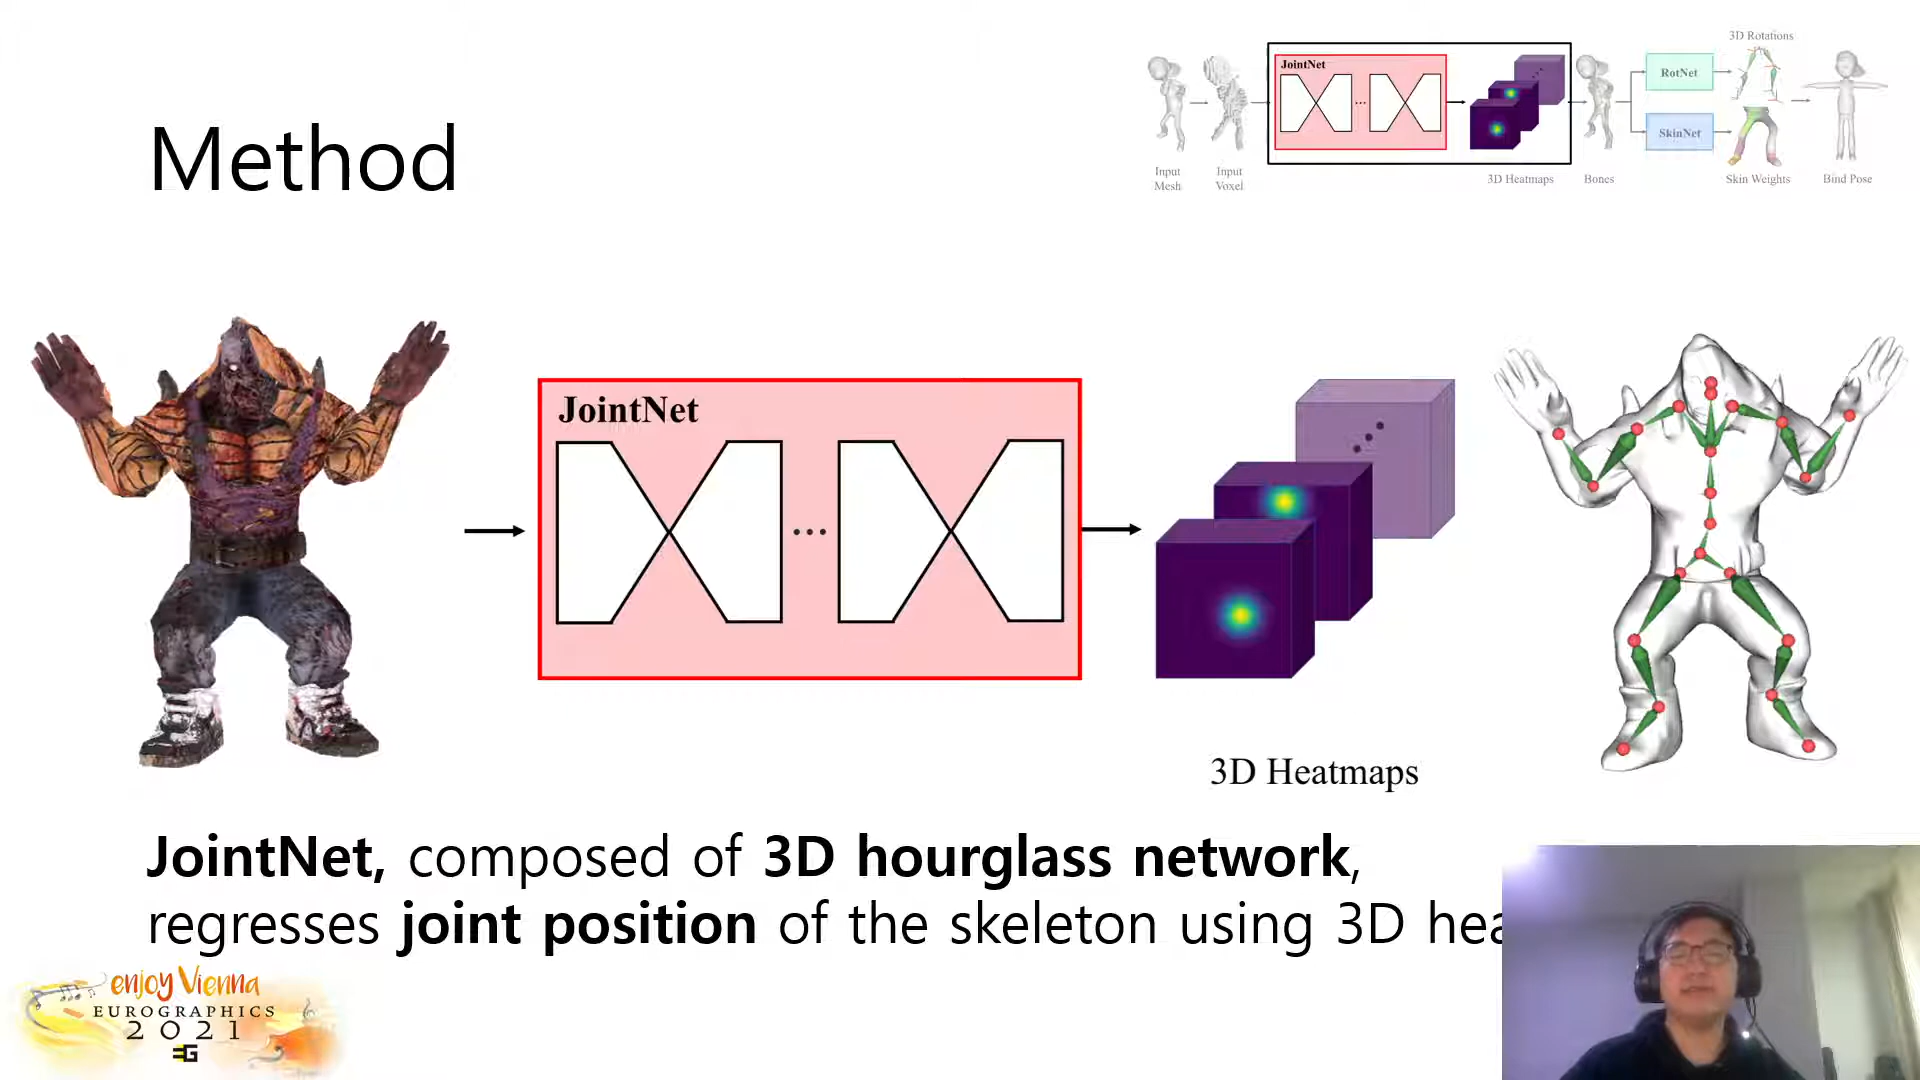 Method
3D Rotations
JointNet
RotNet
SkinNet
Input
Mesh
Input
Voxel
3D Heatmaps
Bones
Skin Weights
Bind Pose
JointNet
3D Heatmaps
JointNet, composed of 3D hourglass network,
regresses joint position of the skeleton using 3D hea
enjoy Vienna
EUROGRAPHICS
2021
EG